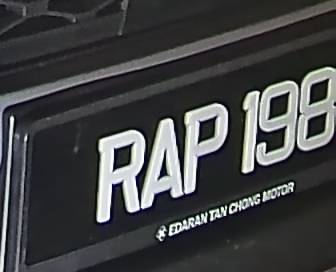 RAP 198
EDARAN TAN CHONG MOTOR